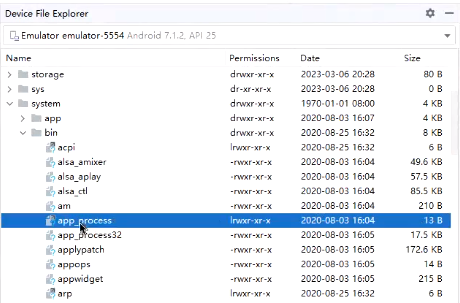 Device File Explorer
Emulator emulator-5554 Android 7.1.2, API 25
Name Permissions Date Size
storage drwxr-xr-x 2023-03-06 20:28 80 B
sys dr-xr-xr-x 2023-03-06 20:28 0 B
system drwxr-xr-x 1970-01-01 08:00 4 KB
app drwxr-xr-x 2020-08-03 16:07 4 KB
bin drwxr-xr-x 2020-08-25 16:32 8 KB
acpi lrwxr-xr-x 2020-08-25 16:32 6 B
alsa_amixer -rwxr-xr-x 2020-08-03 16:04 49.6 KB
alsa_aplay -rwxr-xr-x 2020-08-03 16:04 57.5 KB
alsa_ctl -rwxr-xr-x 2020-08-03 16:04 85.5 KB
am -rwxr-xr-x 2020-08-03 16:04 210 B
app_process lrwxr-xr-x 2020-08-03 16:04 13 B
app_process32 -rwxr-xr-x 2020-08-03 16:05 17.5 KB
applypatch -rwxr-xr-x 2020-08-03 16:05 172.6 KB
appops -rwxr-xr-x 2020-08-03 16:05 14 B
appwidget -rwxr-xr-x 2020-08-03 16:05 215 B
arp lrwxr-xr-x 2020-08-25 16:32 6 B